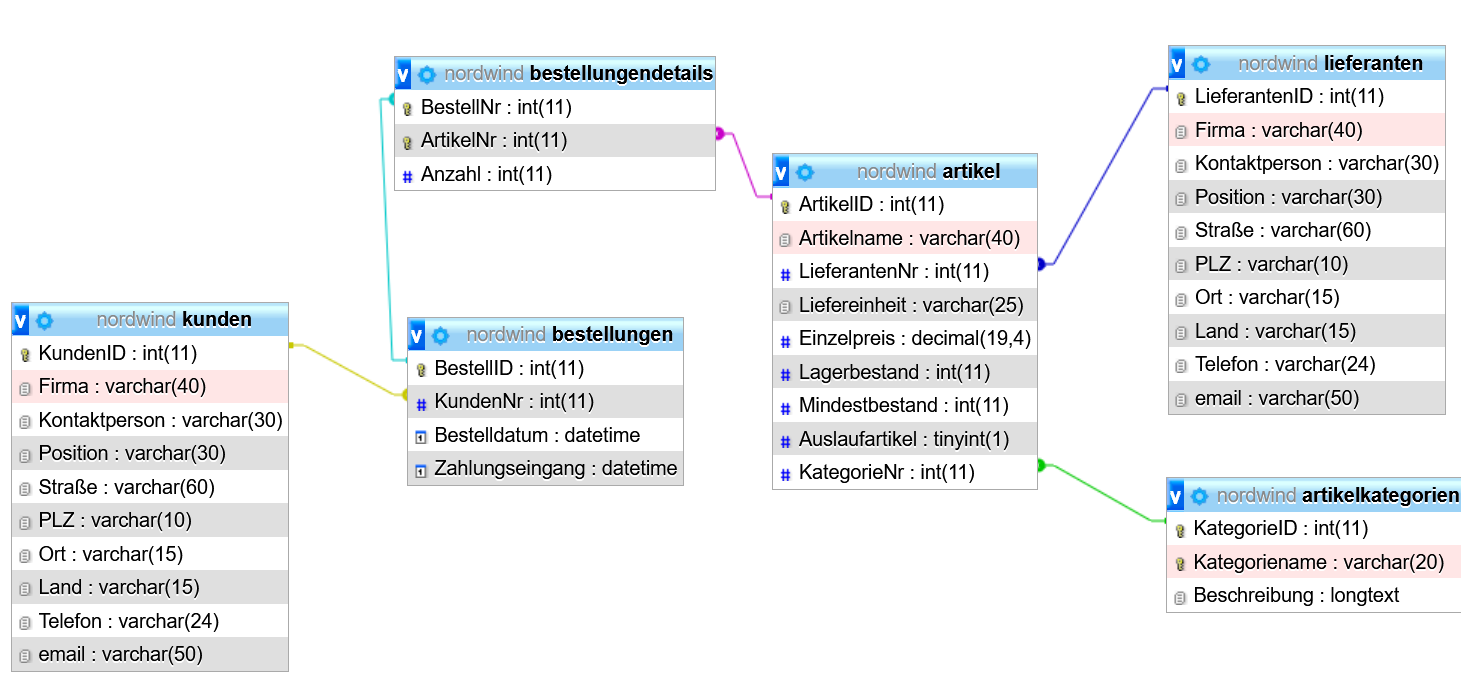 nordwind bestellungendetails
BestellNr : int(11)
ArtikelNr : int(11)
Anzahl : int(11)
nordwind lieferanten
LieferantenID : int(11)
Firma : varchar(40)
Kontaktperson : varchar(30)
Position : varchar(30)
Straße : varchar(60)
PLZ : varchar(10)
Ort : varchar(15)
Land : varchar(15)
Telefon : varchar(24)
email : varchar(50)
nordwind artikel
ArtikelID : int(11)
Artikelname : varchar(40)
LieferantenNr : int(11)
Liefereinheit : varchar(25)
Einzelpreis : decimal(19,4)
Lagerbestand : int(11)
Mindestbestand : int(11)
Auslaufartikel : tinyint(1)
KategorieNr : int(11)
nordwind kunden
KundenID : int(11)
Firma : varchar(40)
Kontaktperson : varchar(30)
Position : varchar(30)
Straße : varchar(60)
PLZ : varchar(10)
Ort : varchar(15)
Land : varchar(15)
Telefon : varchar(24)
email : varchar(50)
nordwind bestellungen
BestellID : int(11)
KundenNr : int(11)
Bestelldatum : datetime
Zahlungseingang : datetime
nordwind artikelkategorien
KategorieID : int(11)
Kategoriename : varchar(20)
Beschreibung : longtext